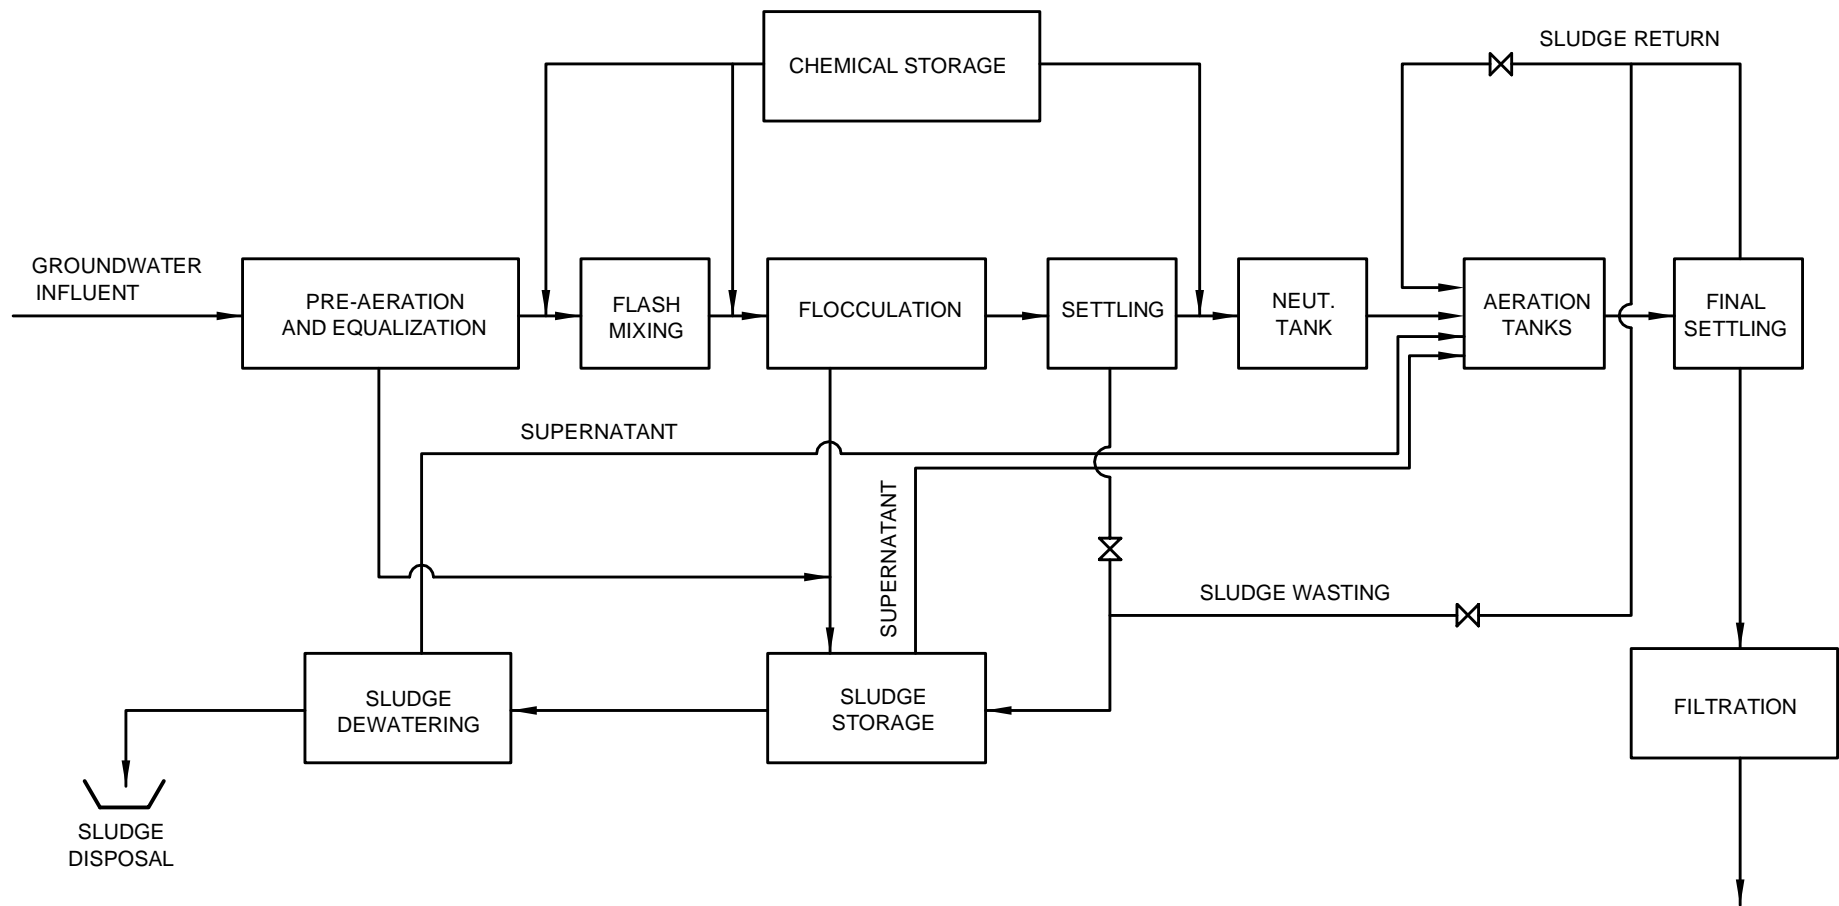 SLUDGE RETURN
CHEMICAL STORAGE
GROUNDWATER
INFLUENT
PRE-AERATION
AND EQUALIZATION
FLASH
MIXING
FLOCCULATION
SETTLING
NEUT.
TANK
AERATION
TANKS
FINAL
SETTLING
SUPERNATANT
SUPERNATANT
SLUDGE WASTING
SLUDGE
DEWATERING
SLUDGE
STORAGE
FILTRATION
SLUDGE
DISPOSAL